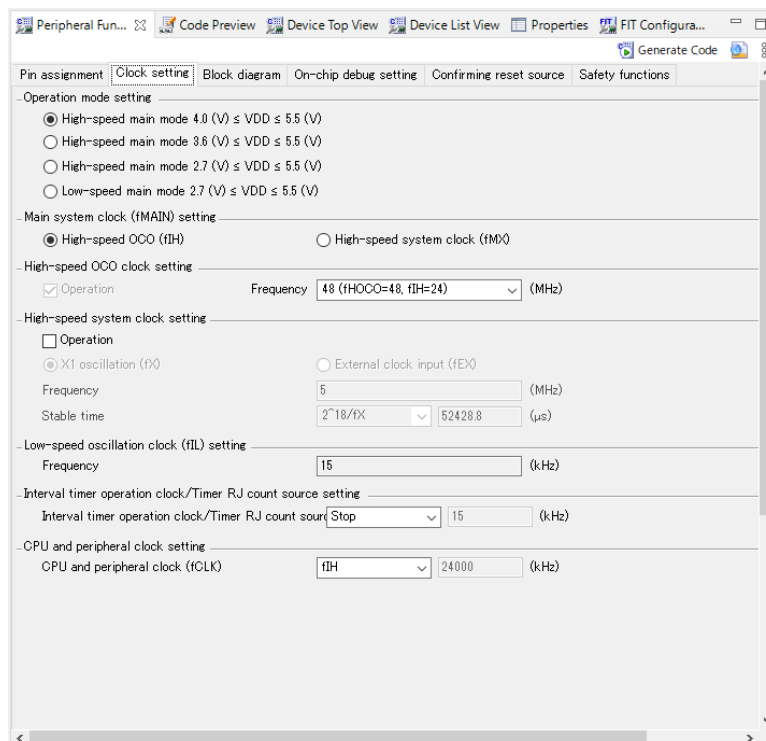 Peripheral Fun... Code Preview Device Top View Device List View Properties FIT Configura...
Generate Code
Pin assignment Clock setting Block diagram On-chip debug setting Confirming reset source Safety functions
Operation mode setting
High-speed main mode 4.0 (V) ≤ VDD ≤ 5.5 (V)
High-speed main mode 3.6 (V) ≤ VDD ≤ 5.5 (V)
High-speed main mode 2.7 (V) ≤ VDD ≤ 5.5 (V)
Low-speed main mode 2.7 (V) ≤ VDD ≤ 5.5 (V)
Main system clock (fMAIN) setting
High-speed OCO (fIH) High-speed system clock (fMX)
High-speed OCO clock setting
Operation Frequency 48 (fHOCO=48, fIH=24) (MHz)
High-speed system clock setting
Operation
X1 oscillation (fX) External clock input (fEX)
Frequency 5 (MHz)
Stable time 2^18/fX 52428.8 (μs)
Low-speed oscillation clock (fIL) setting
Frequency 15 (kHz)
Interval timer operation clock/Timer RJ count source setting
Interval timer operation clock/Timer RJ count sour Stop 15 (kHz)
CPU and peripheral clock setting
CPU and peripheral clock (fCLK) fIH 24000 (kHz)